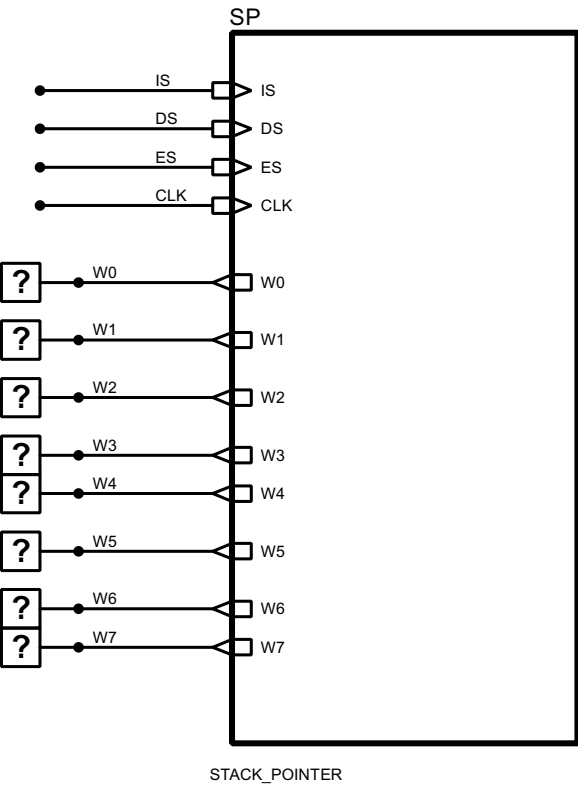 SP
IS IS
DS DS
ES ES
CLK CLK
? W0 W0
? W1 W1
? W2 W2
? W3 W3
? W4 W4
? W5 W5
? W6 W6
? W7 W7
STACK_POINTER